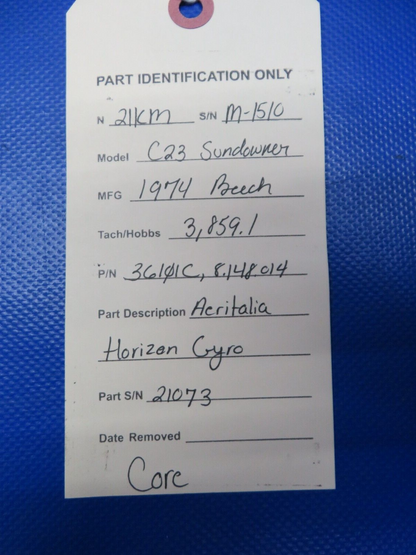 PART IDENTIFICATION ONLY
N 21KM S/N M-1510
Model C23 Sundowner
MFG 1974 Beech
Tach/Hobbs 3,859.1
P/N 36101C, 8.148.014
Part Description Aeritalia
Horizon Gyro
Part S/N 21073
Date Removed
Core